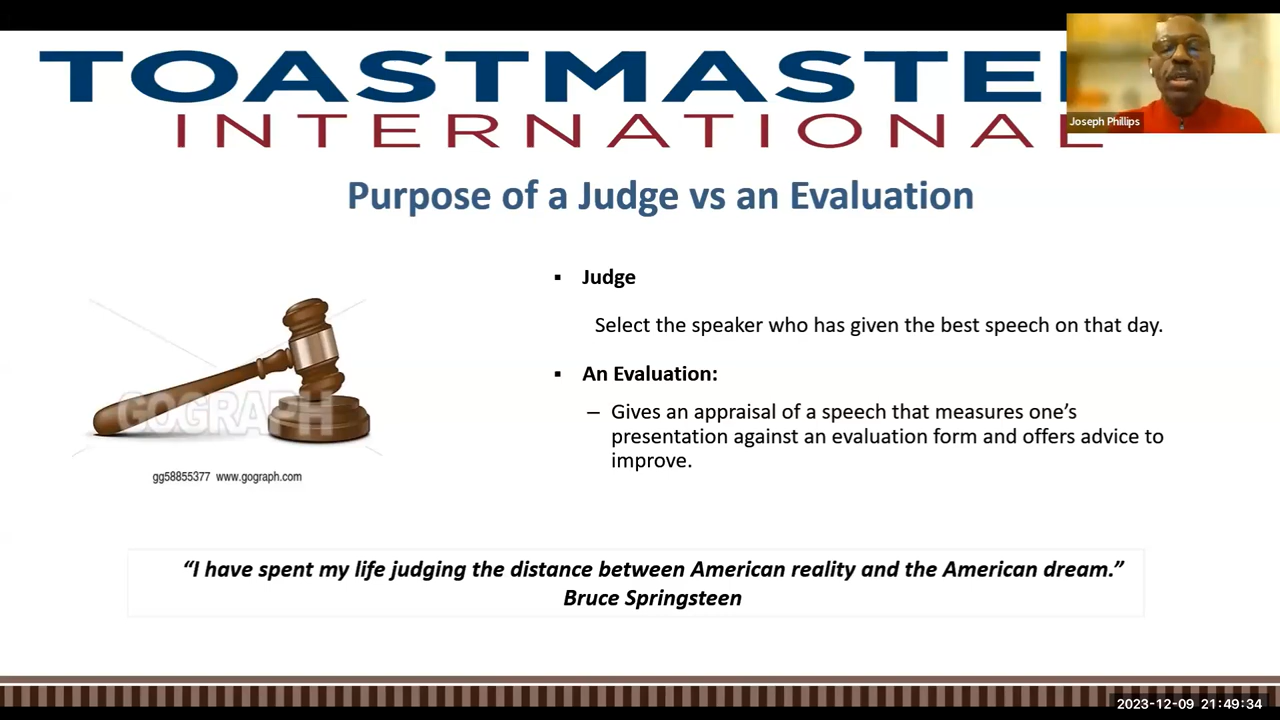 TOASTMASTE
INTERNATIONAL
Joseph Phillips
Purpose of a Judge vs an Evaluation
▪ Judge
Select the speaker who has given the best speech on that day.
▪ An Evaluation:
– Gives an appraisal of a speech that measures one’s
presentation against an evaluation form and offers advice to
improve.
GOGRAPH
gg58855377 www.gograph.com
“I have spent my life judging the distance between American reality and the American dream.”
Bruce Springsteen
2023-12-09 21:49:34